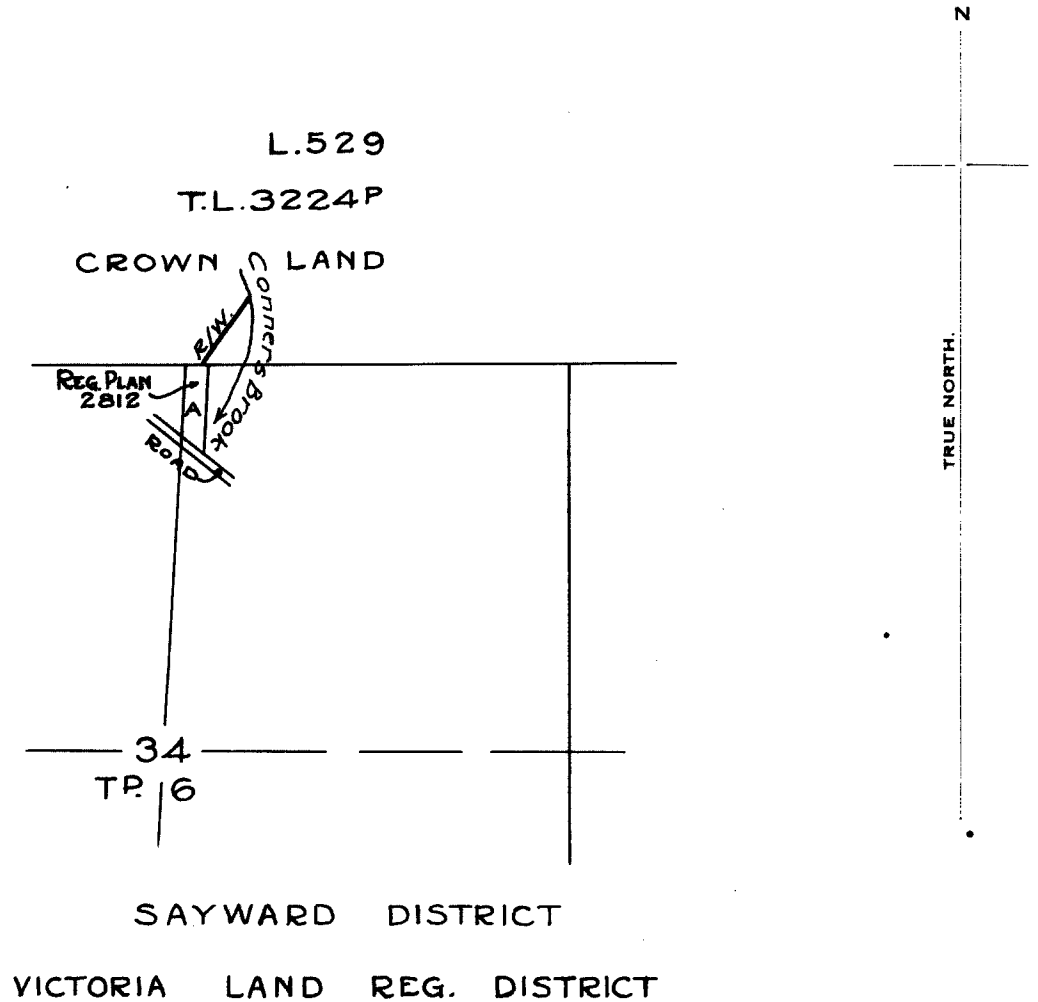 N
L.529
T.L.3224P
CROWN LAND
Conners Brook
R/W.
REG. PLAN
2812
A
ROAD
TRUE NORTH.
34
TP. 6
SAYWARD DISTRICT
VICTORIA LAND REG. DISTRICT